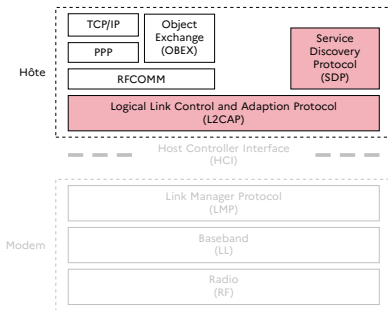 TCP/IP
Object
Exchange
(OBEX)
PPP
RFCOMM
Service
Discovery
Protocol
(SDP)
Hôte
Logical Link Control and Adaption Protocol
(L2CAP)
Host Controller Interface
(HCI)
Link Manager Protocol
(LMP)
Modem
Baseband
(LL)
Radio
(RF)